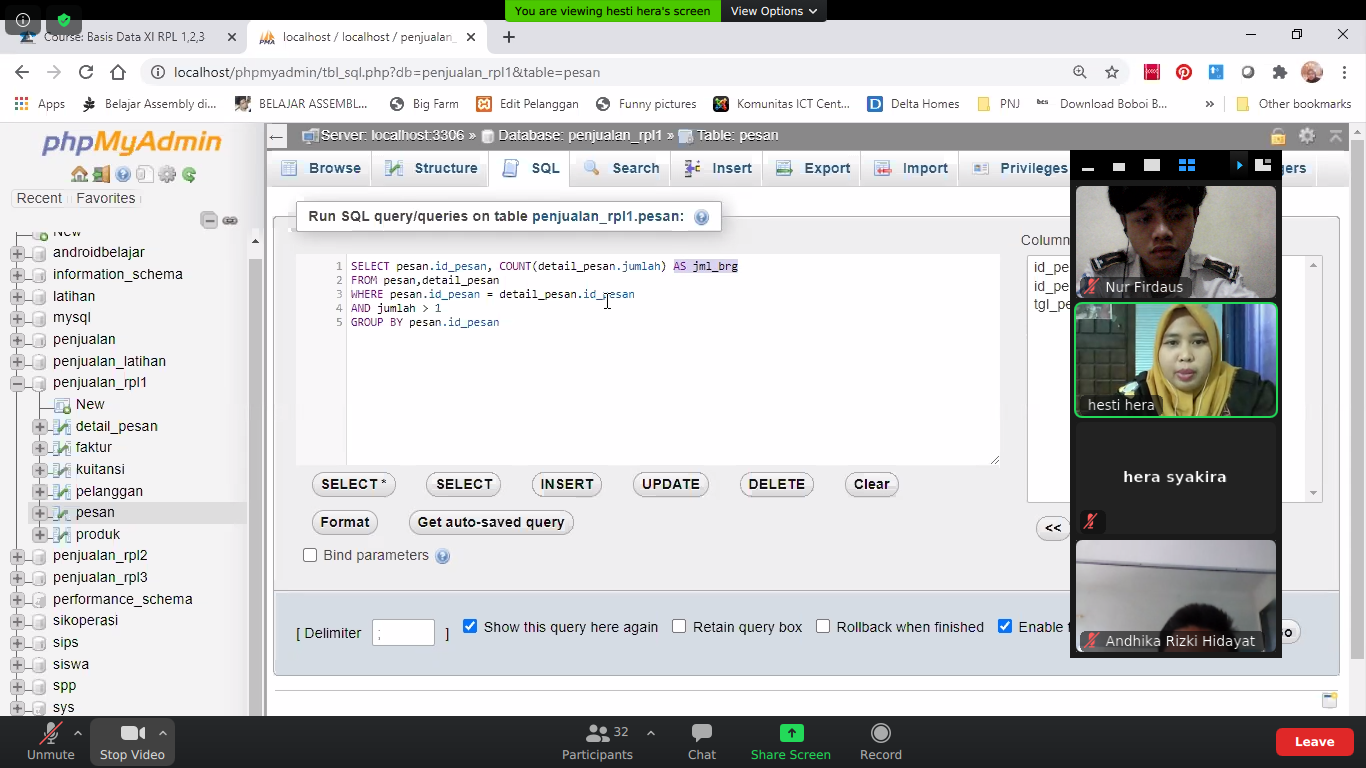 You are viewing hesti hera's screen
View Options
Course: Basis Data XI RPL 1,2,3
localhost / localhost / penjualan_
localhost/phpmyadmin/tbl_sql.php?db=penjualan_rpl1&table=pesan
Apps
Belajar Assembly di...
BELAJAR ASSEMBL...
Big Farm
Edit Pelanggan
Funny pictures
Komunitas ICT Cent...
Delta Homes
PNJ
Download Boboi B...
»
Other bookmarks
phpMyAdmin
Recent
Favorites
New
androidbelajar
information_schema
latihan
mysql
penjualan
penjualan_latihan
penjualan_rpl1
New
detail_pesan
faktur
kuitansi
pelanggan
pesan
produk
penjualan_rpl2
penjualan_rpl3
performance_schema
sikoperasi
sips
siswa
spp
sys
Server: localhost:3306 » Database: penjualan_rpl1 » Table: pesan
Browse
Structure
SQL
Search
Insert
Export
Import
Privileges
gers
Run SQL query/queries on table penjualan_rpl1.pesan:
1 SELECT pesan.id_pesan, COUNT(detail_pesan.jumlah) AS jml_brg
2 FROM pesan,detail_pesan
3 WHERE pesan.id_pesan = detail_pesan.id_pesan
4 AND jumlah > 1
5 GROUP BY pesan.id_pesan
Column
id_pe
id_pe
tgl_pe
SELECT *
SELECT
INSERT
UPDATE
DELETE
Clear
Format
Get auto-saved query
<<
Bind parameters
[ Delimiter ; ]
Show this query here again
Retain query box
Rollback when finished
Enable f
Nur Firdaus
hesti hera
hera syakira
Andhika Rizki Hidayat
Unmute
Stop Video
32
Participants
Chat
Share Screen
Record
Leave